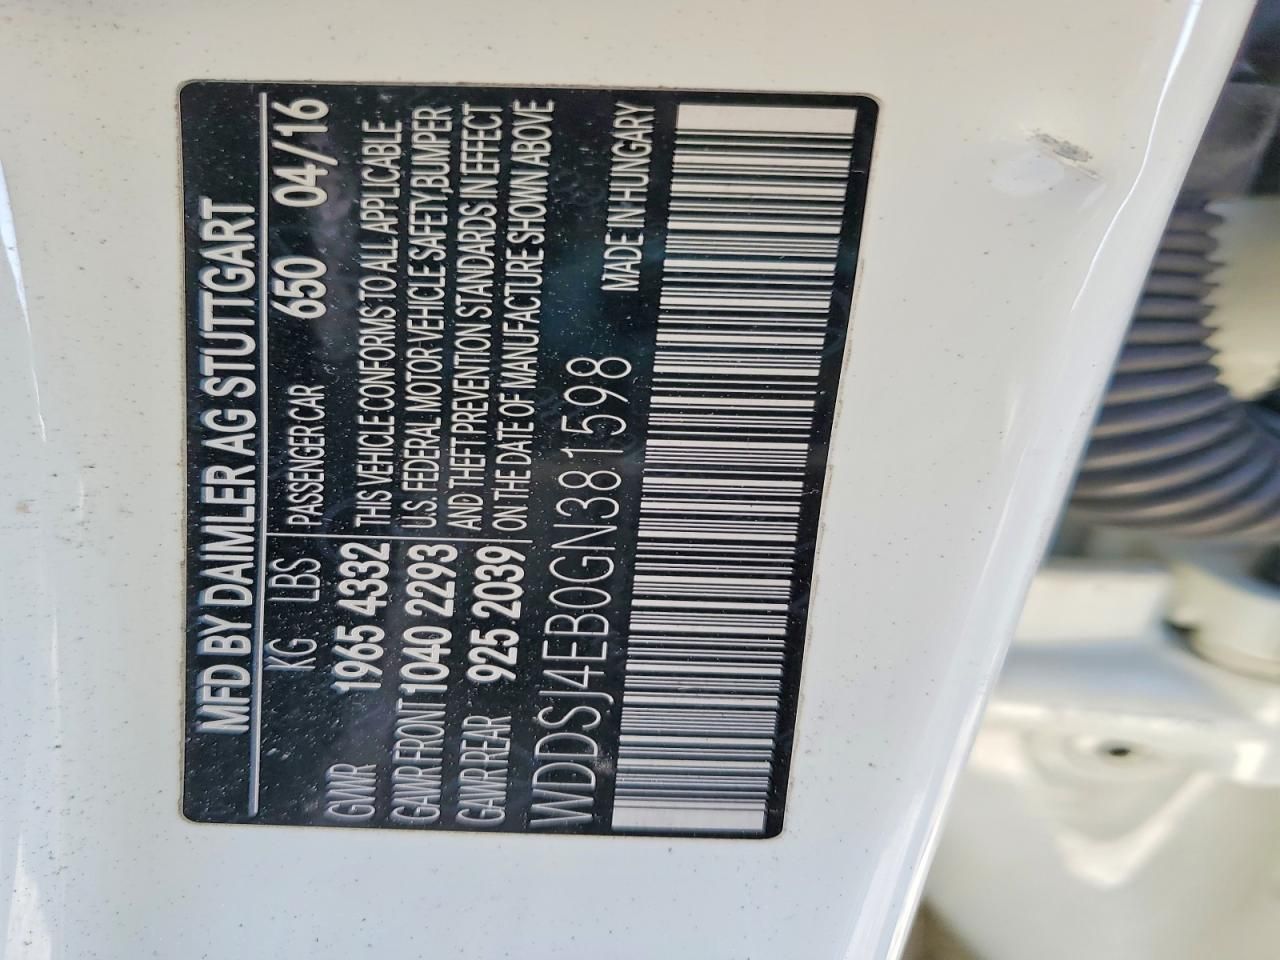 MFD BY DAIMLER AG STUTTGART
KG LBS PASSENGER CAR 650 04/16
GWR 1965 4332 THIS VEHICLE CONFORMS TO ALL APPLICABLE
GAWR FRONT 1040 2293 U.S. FEDERAL MOTOR VEHICLE SAFETY,BUMPER
GAWR REAR 925 2039 AND THEFT PREVENTION STANDARDS IN EFFECT
ON THE DATE OF MANUFACTURE SHOWN ABOVE
WDDSJ4EB0GN381598 MADE IN HUNGARY